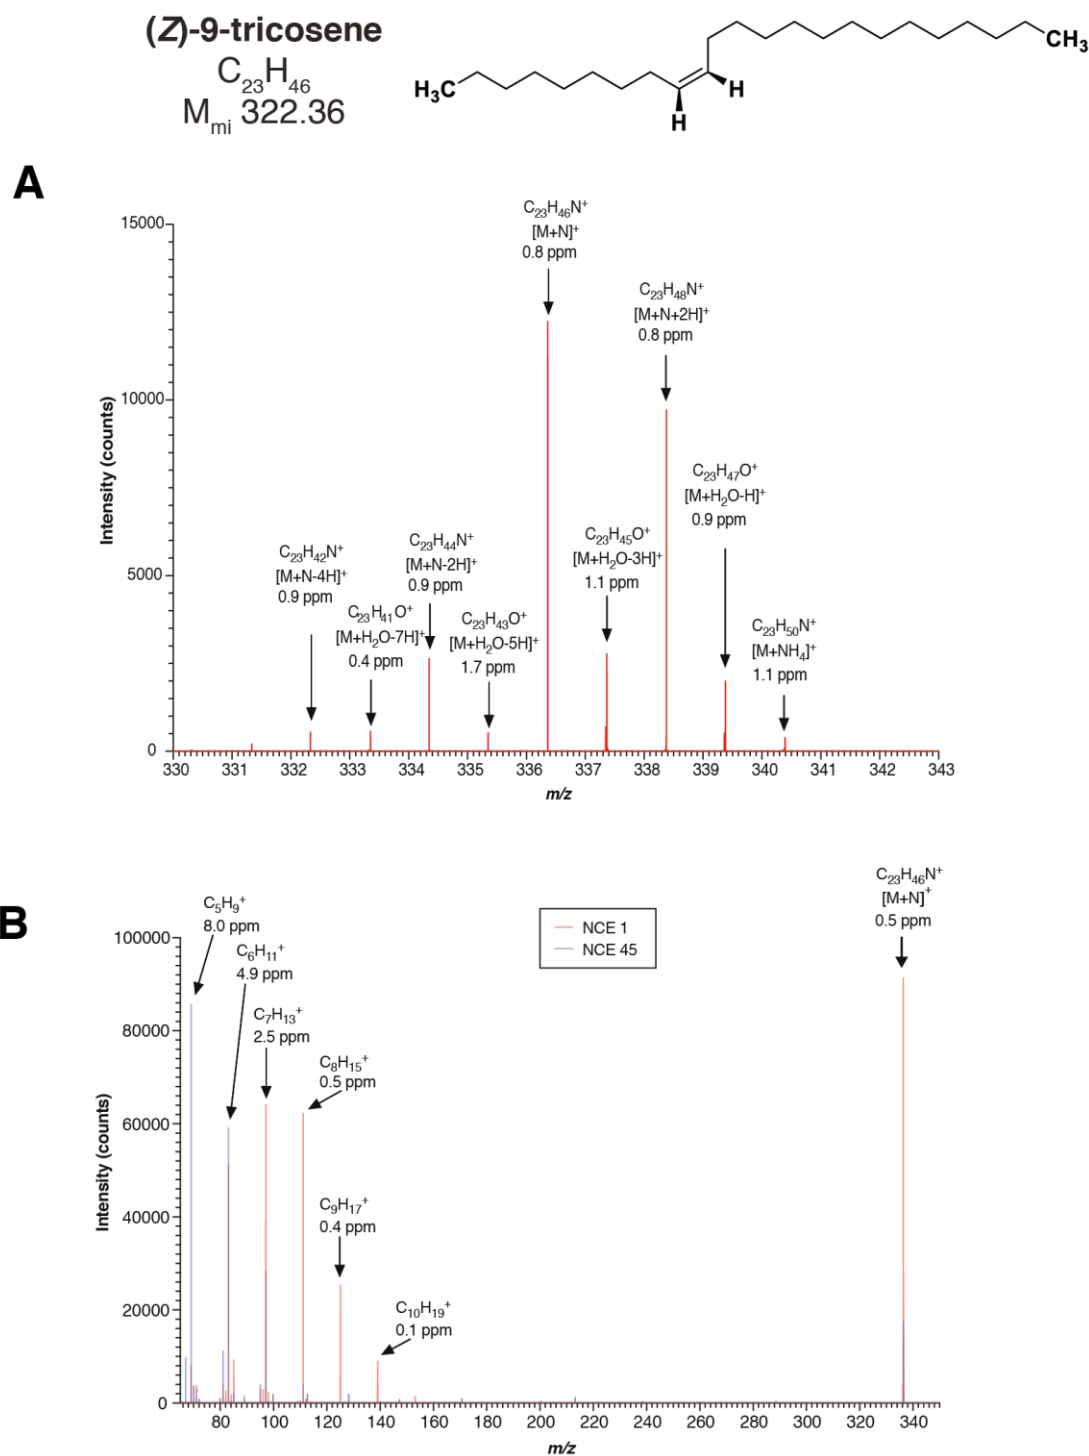 (Z)-9-tricosene
C₂₃H₄₆
Mₘᵢ 322.36
H₃C
H
H
CH₃
A
C₂₃H₄₆N⁺
[M+N]⁺
0.8 ppm
C₂₃H₄₈N⁺
[M+N+2H]⁺
0.8 ppm
C₂₃H₄₇O⁺
[M+H₂O-H]⁺
0.9 ppm
C₂₃H₄₅O⁺
[M+H₂O-3H]⁺
1.1 ppm
C₂₃H₄₄N⁺
[M+N-2H]⁺
0.9 ppm
C₂₃H₄₂N⁺
[M+N-4H]⁺
0.9 ppm
C₂₃H₄₁O⁺
[M+H₂O-7H]⁺
0.4 ppm
C₂₃H₄₃O⁺
[M+H₂O-5H]⁺
1.7 ppm
C₂₃H₅₀N⁺
[M+NH₄]⁺
1.1 ppm
Intensity (counts)
15000
10000
5000
0
330 331 332 333 334 335 336 337 338 339 340 341 342 343
m/z
B
C₂₃H₄₆N⁺
[M+N]⁺
0.5 ppm
C₅H₉⁺
8.0 ppm
C₆H₁₁⁺
4.9 ppm
C₇H₁₃⁺
2.5 ppm
C₈H₁₅⁺
0.5 ppm
C₉H₁₇⁺
0.4 ppm
C₁₀H₁₉⁺
0.1 ppm
NCE 1
NCE 45
Intensity (counts)
100000
80000
60000
40000
20000
0
80 100 120 140 160 180 200 220 240 260 280 300 320 340
m/z